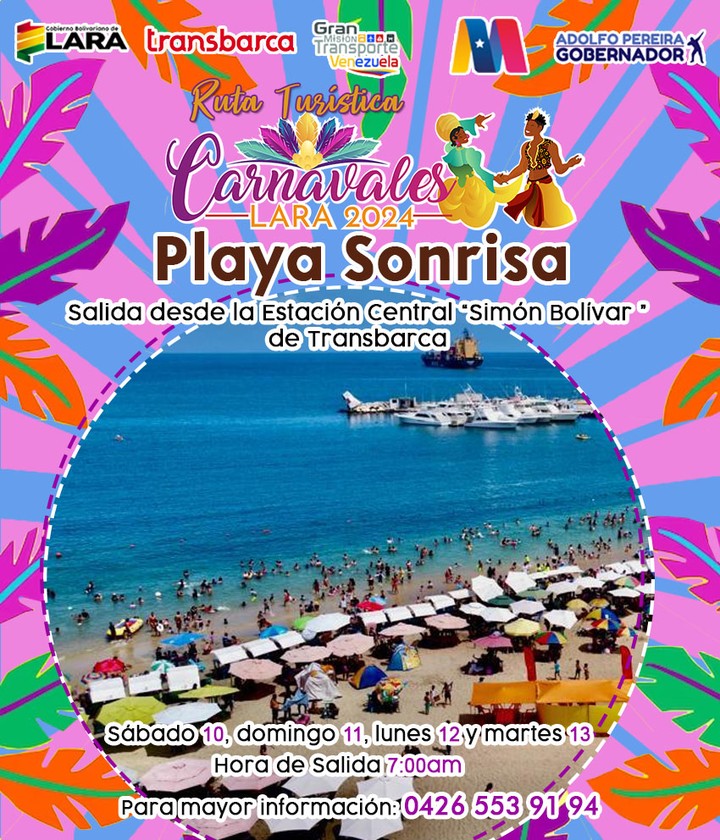 Gobierno Bolivariano de
LARA
transbarca
Gran
Misión
Transporte
Venezuela
M
ADOLFO PEREIRA
GOBERNADOR
Ruta Turística
Carnavales
LARA 2024
Playa Sonrisa
Salida desde la Estación Central "Simón Bolívar "
de Transbarca
Sábado 10, domingo 11, lunes 12 y martes 13
Hora de Salida 7:00am
Para mayor información: 0426 553 91 94